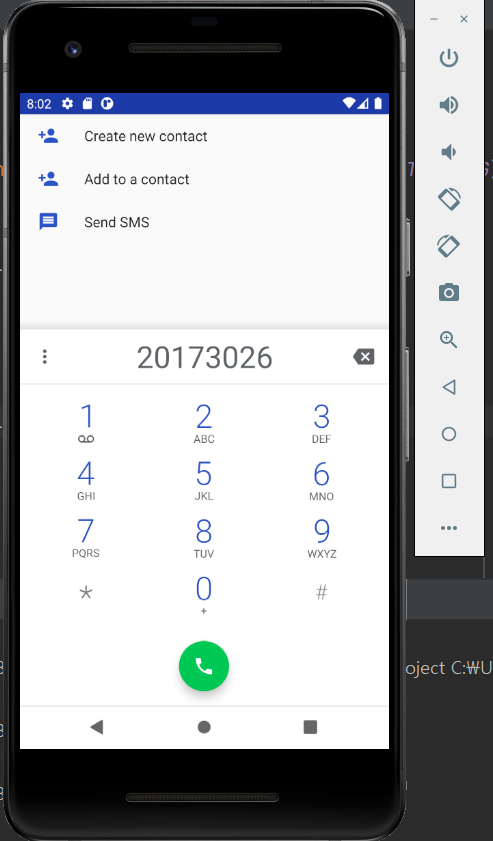 8:02
Create new contact
Add to a contact
Send SMS
20173026
1 2 3
ABC DEF
4 5 6
GHI JKL MNO
7 8 9
PQRS TUV WXYZ
* 0 #
+
oject C:₩U